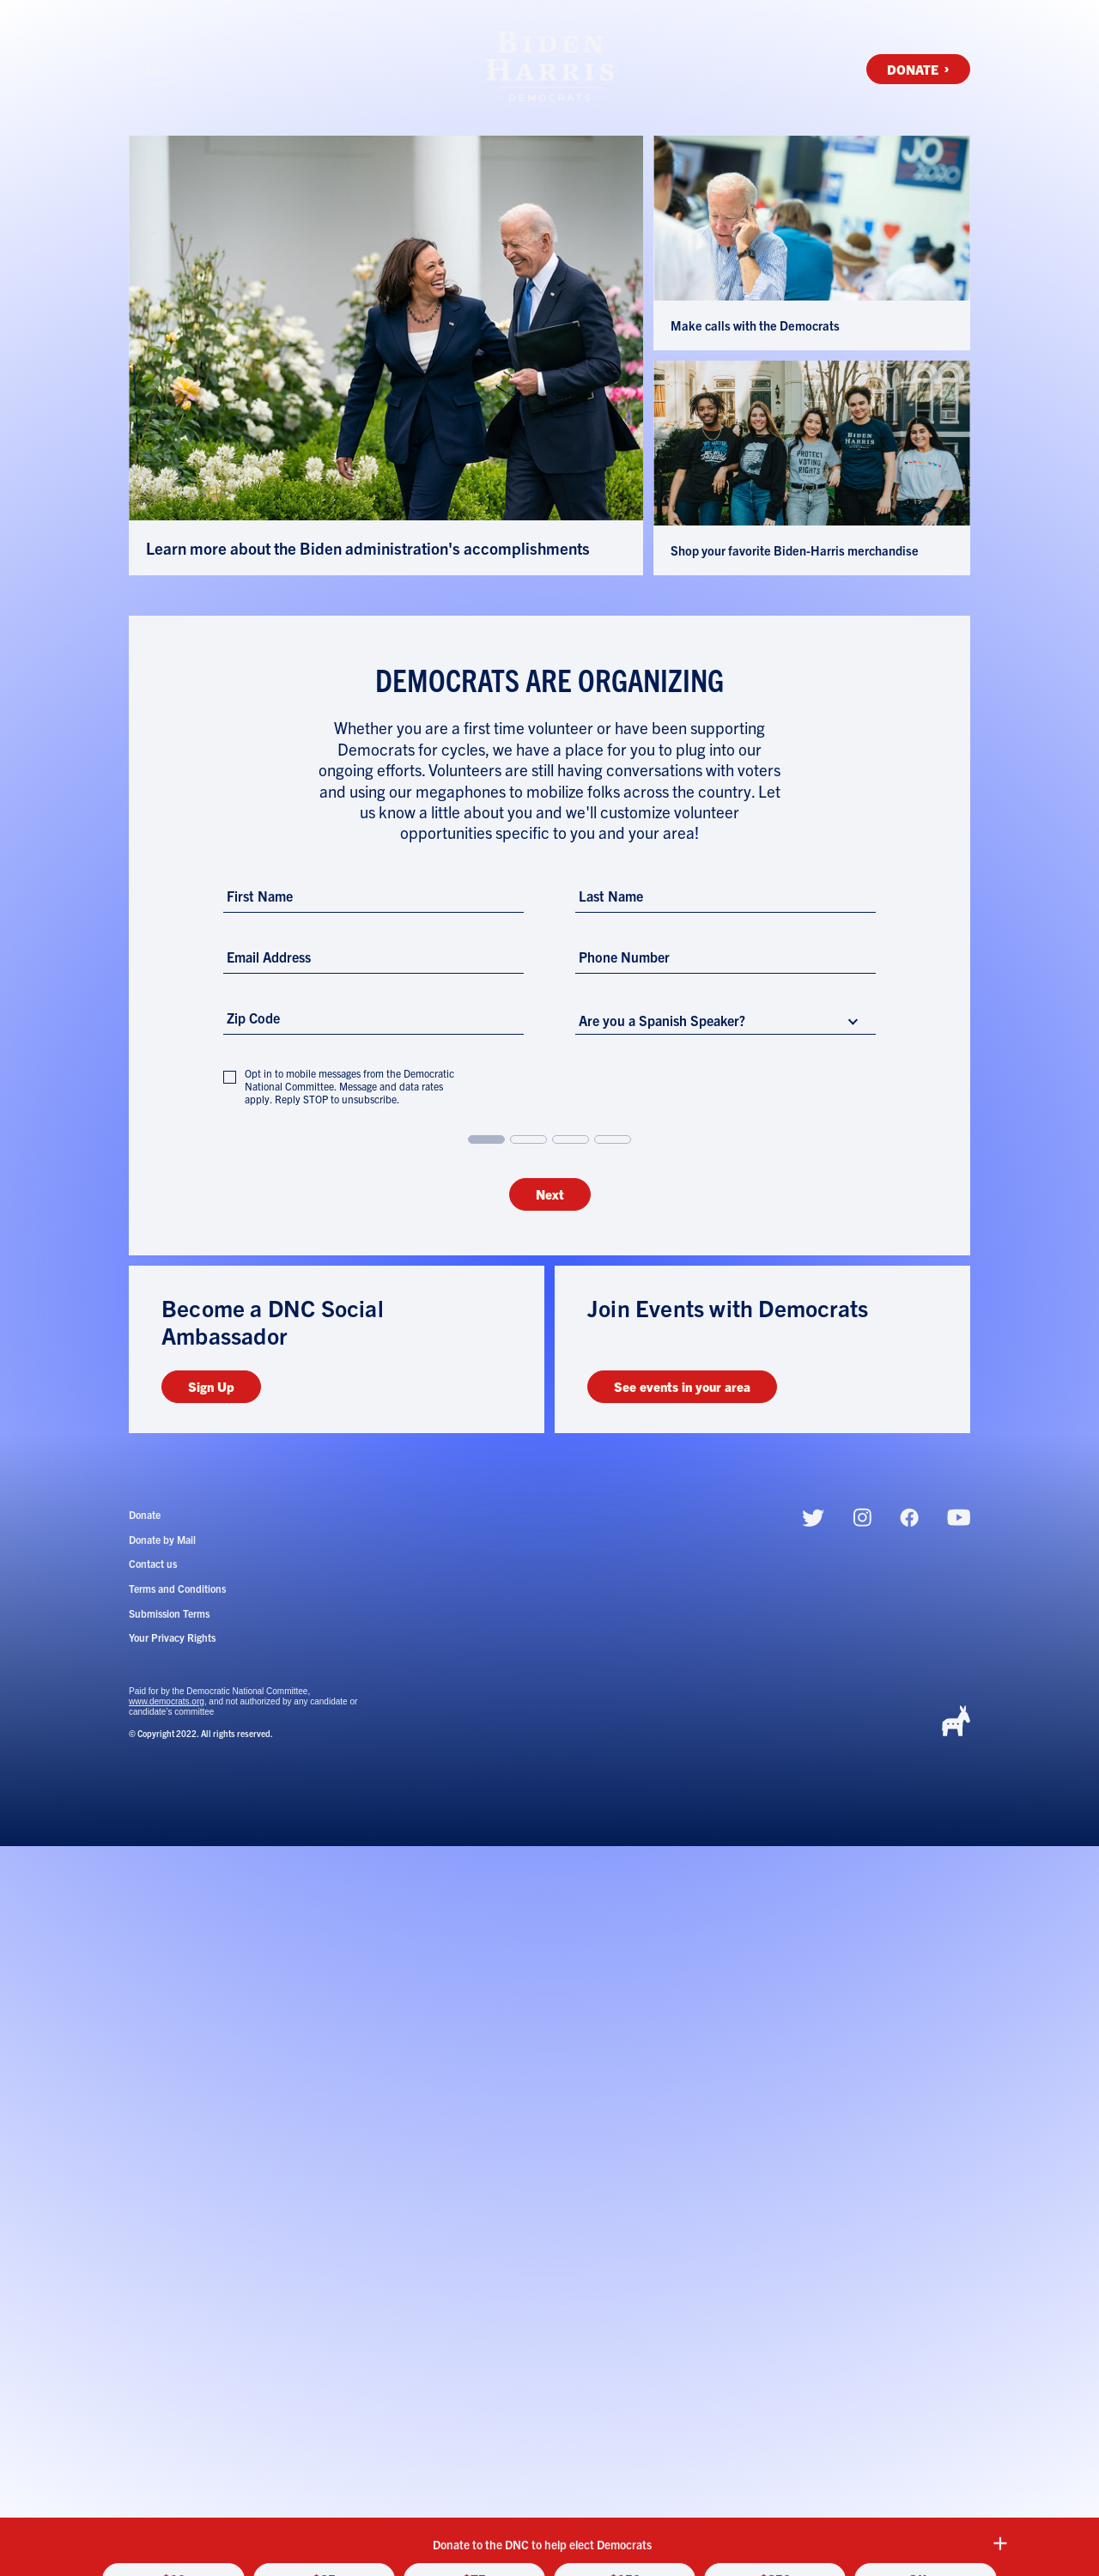 BIDEN
HARRIS
DEMOCRATS
DONATE ›
JO
2020
Make calls with the Democrats
PROTECT
VOTING
RIGHTS
BIDEN
HARRIS
Learn more about the Biden administration's accomplishments
Shop your favorite Biden-Harris merchandise
DEMOCRATS ARE ORGANIZING
Whether you are a first time volunteer or have been supporting
Democrats for cycles, we have a place for you to plug into our
ongoing efforts. Volunteers are still having conversations with voters
and using our megaphones to mobilize folks across the country. Let
us know a little about you and we'll customize volunteer
opportunities specific to you and your area!
First Name
Last Name
Email Address
Phone Number
Zip Code
Are you a Spanish Speaker?
Opt in to mobile messages from the Democratic
National Committee. Message and data rates
apply. Reply STOP to unsubscribe.
Next
Become a DNC Social
Ambassador
Sign Up
Join Events with Democrats
See events in your area
Donate
Donate by Mail
Contact us
Terms and Conditions
Submission Terms
Your Privacy Rights
Paid for by the Democratic National Committee,
www.democrats.org, and not authorized by any candidate or
candidate's committee
© Copyright 2022. All rights reserved.
Donate to the DNC to help elect Democrats